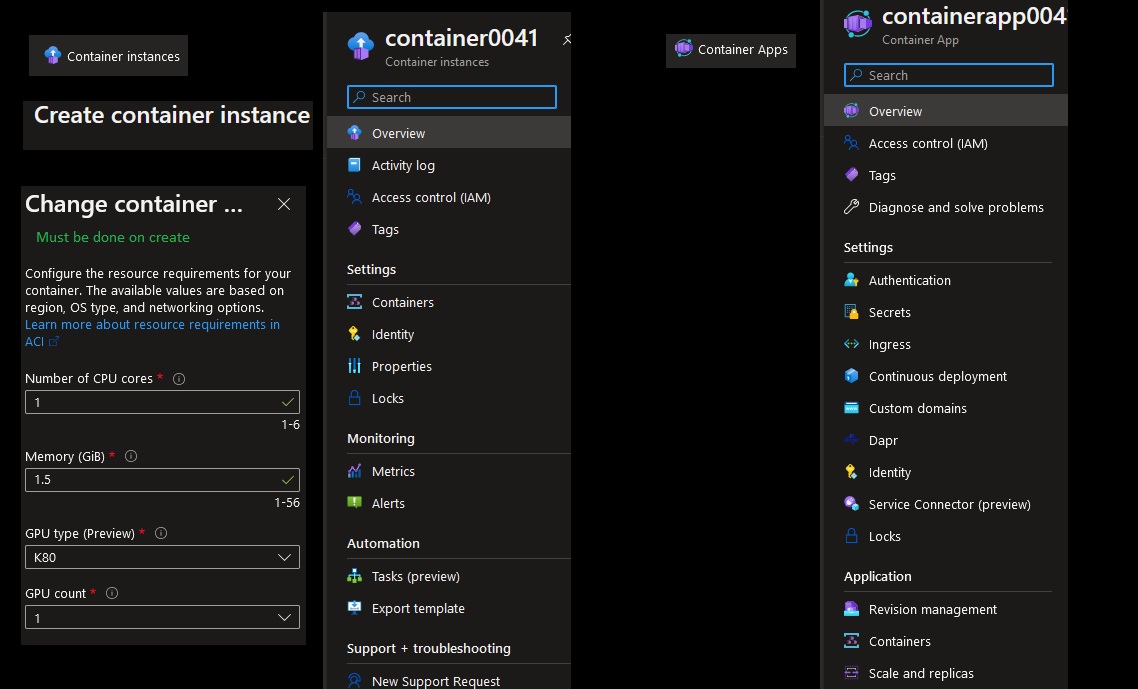 Container instances
Create container instance
Change container ...
Must be done on create
Configure the resource requirements for your
container. The available values are based on
region, OS type, and networking options.
Learn more about resource requirements in
ACI
Number of CPU cores *
1
1-6
Memory (GiB) *
1.5
1-56
GPU type (Preview) *
K80
GPU count *
1
container0041
Container instances
Search
Overview
Activity log
Access control (IAM)
Tags
Settings
Containers
Identity
Properties
Locks
Monitoring
Metrics
Alerts
Automation
Tasks (preview)
Export template
Support + troubleshooting
New Support Request
Container Apps
containerapp0041
Container App
Search
Overview
Access control (IAM)
Tags
Diagnose and solve problems
Settings
Authentication
Secrets
Ingress
Continuous deployment
Custom domains
Dapr
Identity
Service Connector (preview)
Locks
Application
Revision management
Containers
Scale and replicas